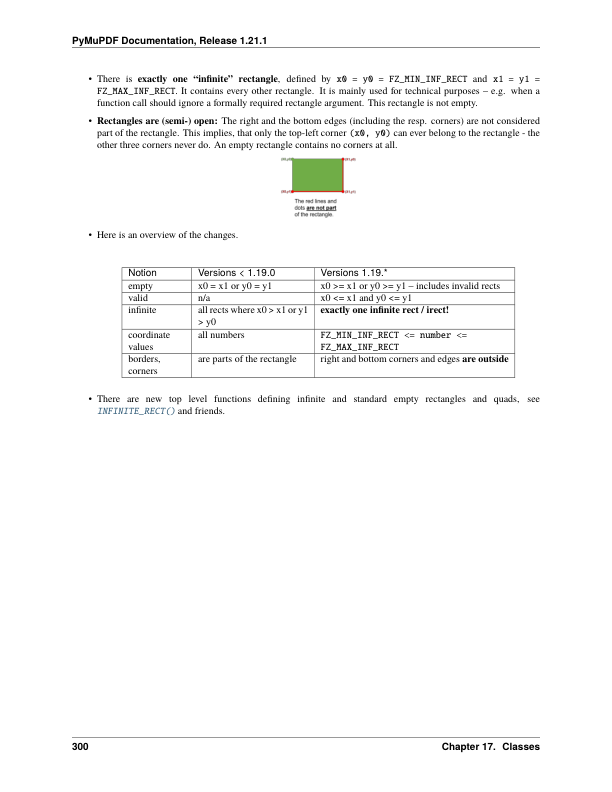 PyMuPDF Documentation, Release 1.21.1
• There is exactly one “infinite” rectangle, defined by x0 = y0 = FZ_MIN_INF_RECT and x1 = y1 =
FZ_MAX_INF_RECT. It contains every other rectangle. It is mainly used for technical purposes – e.g. when a
function call should ignore a formally required rectangle argument. This rectangle is not empty.
• Rectangles are (semi-) open: The right and the bottom edges (including the resp. corners) are not considered
part of the rectangle. This implies, that only the top-left corner (x0, y0) can ever belong to the rectangle - the
other three corners never do. An empty rectangle contains no corners at all.
The red lines and
dots are not part
of the rectangle.
• Here is an overview of the changes.
Notion Versions < 1.19.0 Versions 1.19.*
empty x0 = x1 or y0 = y1 x0 >= x1 or y0 >= y1 – includes invalid rects
valid n/a x0 <= x1 and y0 <= y1
infinite all rects where x0 > x1 or y1 exactly one infinite rect / irect!
> y0
coordinate all numbers FZ_MIN_INF_RECT <= number <=
values FZ_MAX_INF_RECT
borders, are parts of the rectangle right and bottom corners and edges are outside
corners
• There are new top level functions defining infinite and standard empty rectangles and quads, see
INFINITE_RECT() and friends.
300 Chapter 17. Classes